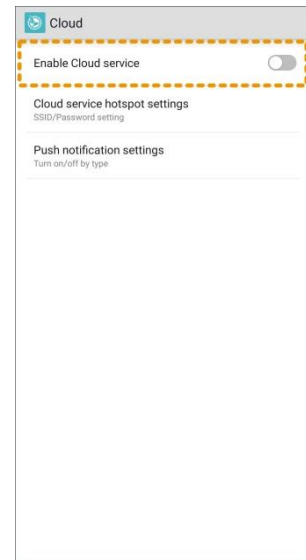 Cloud
Enable Cloud service
Cloud service hotspot settings
SSID/Password setting
Push notification settings
Turn on/off by type